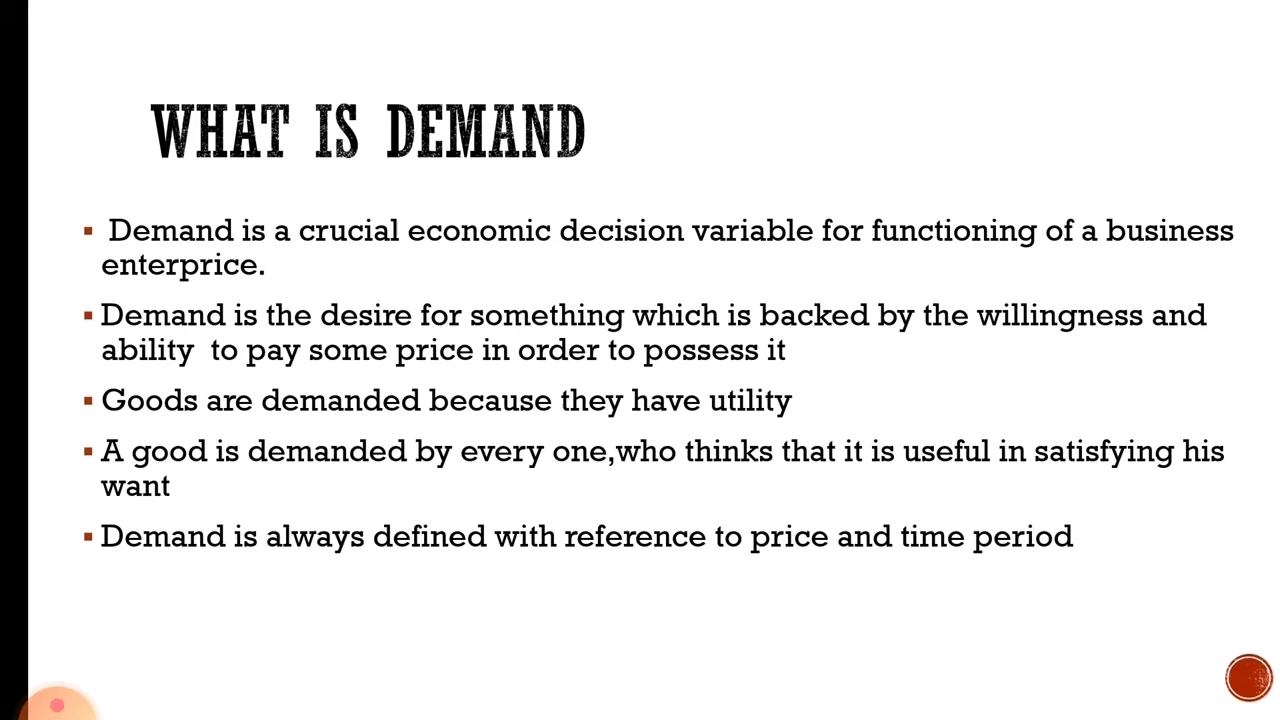 WHAT IS DEMAND
▪ Demand is a crucial economic decision variable for functioning of a business
enterprice.
▪ Demand is the desire for something which is backed by the willingness and
ability  to pay some price in order to possess it
▪ Goods are demanded because they have utility
▪ A good is demanded by every one,who thinks that it is useful in satisfying his
want
▪ Demand is always defined with reference to price and time period